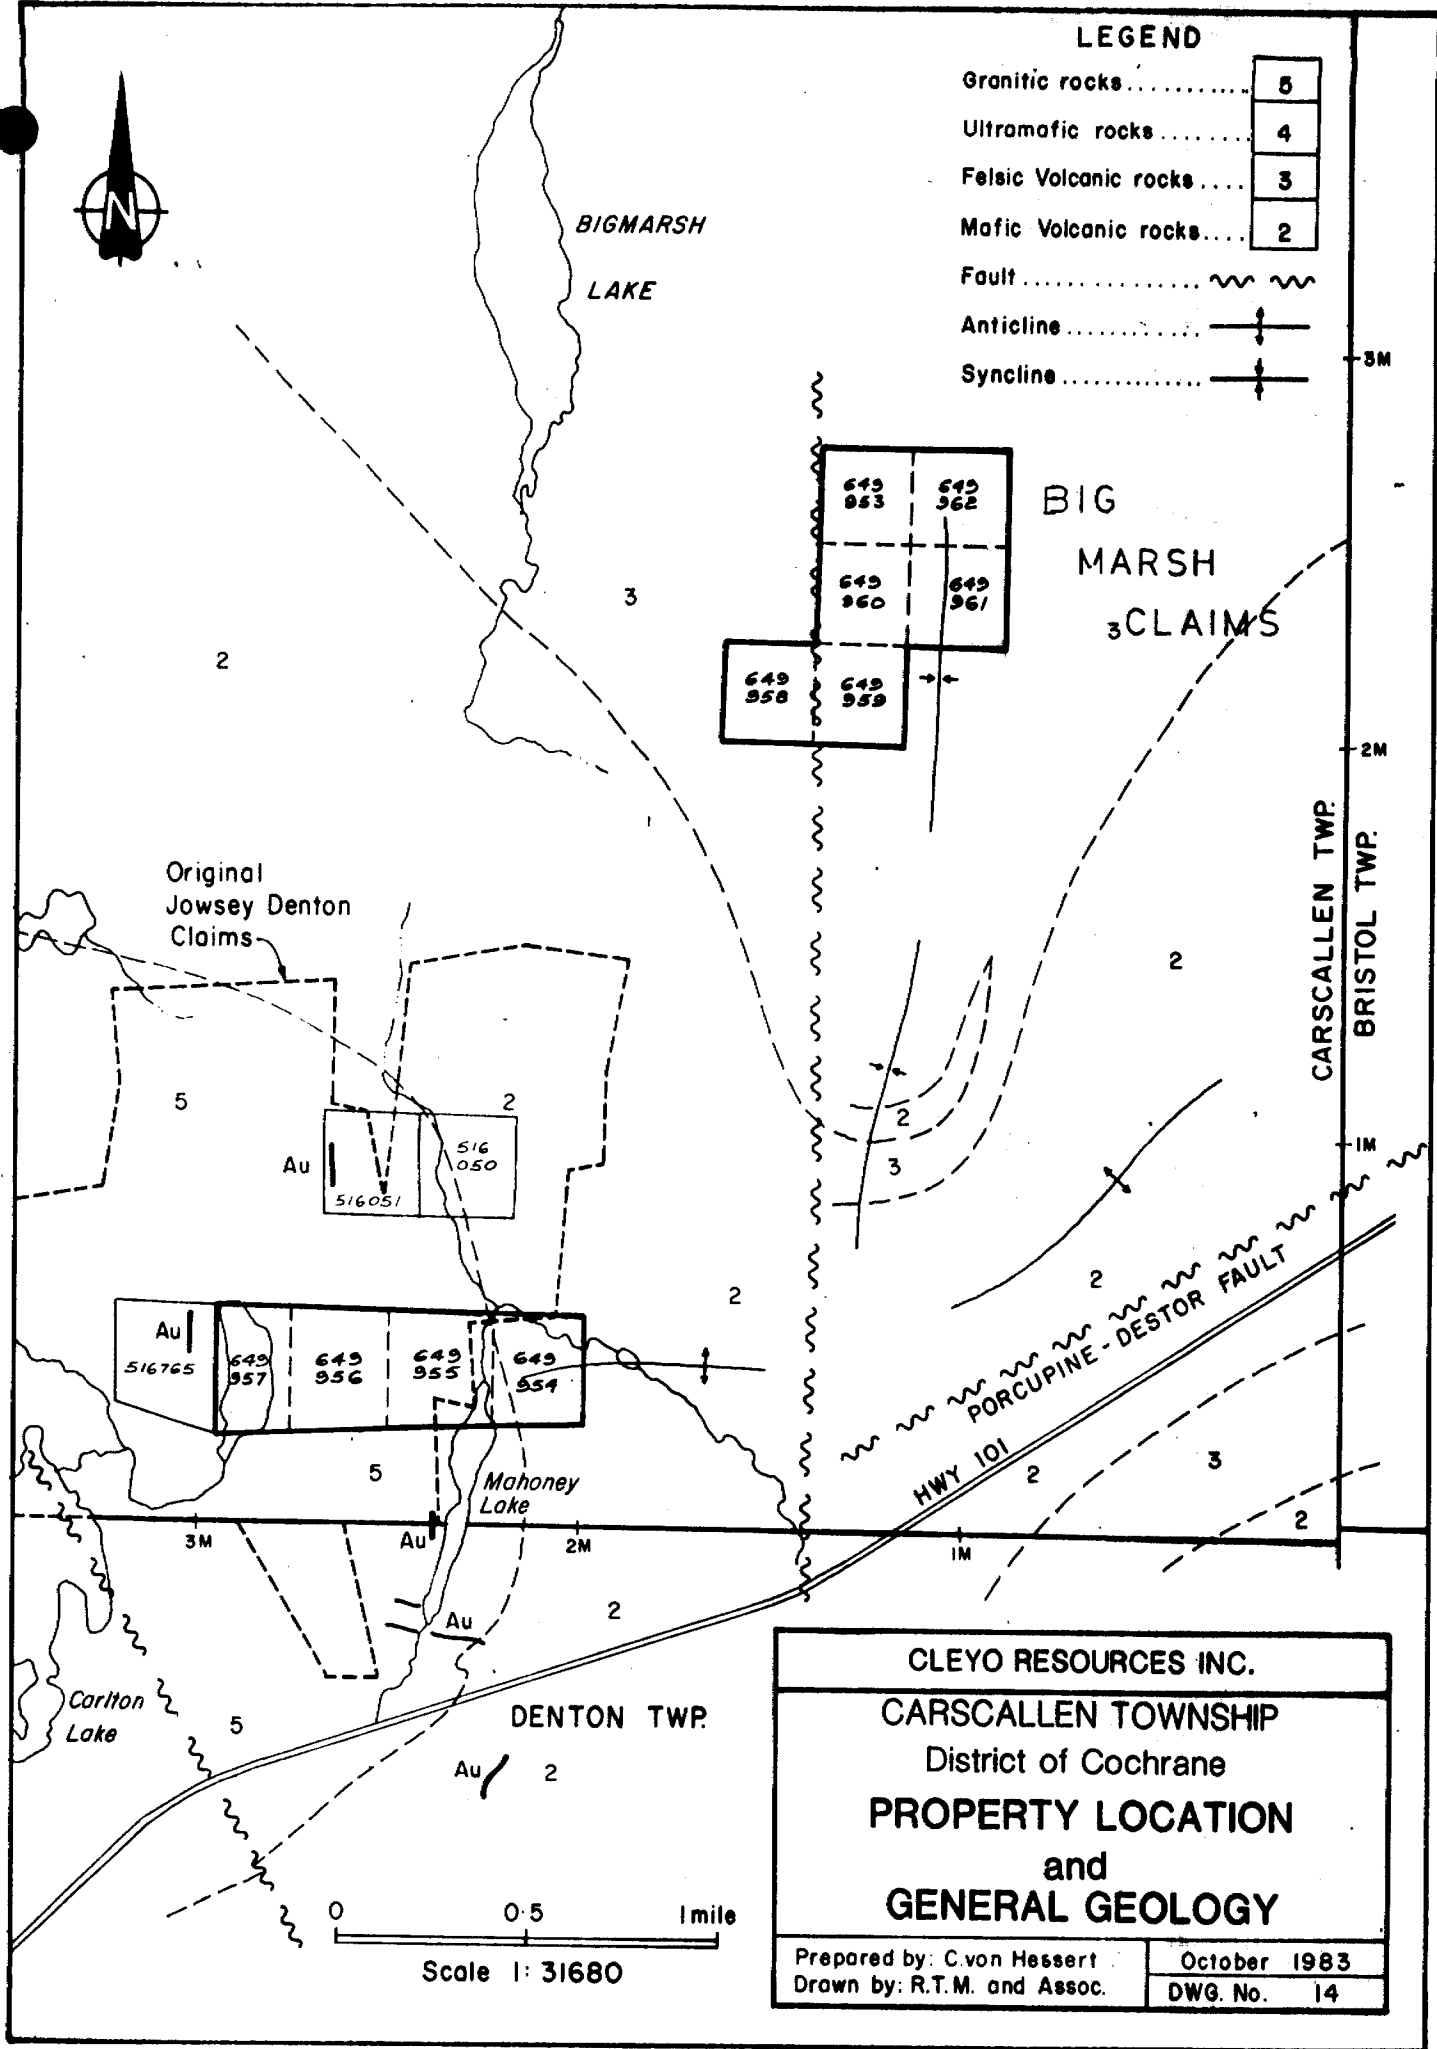 LEGEND
Granitic rocks ............ 5
Ultramafic rocks ....... 4
Felsic Volcanic rocks .... 3
Mafic Volcanic rocks.... 2
Fault ...............
Anticline ............
Syncline ..............
N
BIGMARSH
LAKE
3M
649
953
649
962
BIG
MARSH
CLAIMS
649
960
649
961
3
3
2
649
958
649
959
2M
CARSCALLEN TWP.
BRISTOL TWP.
Original
Jowsey Denton
Claims
2
5
2
2
3
1M
Au
516051
516
050
2
2
Au
516765
649
957
649
956
649
955
649
954
PORCUPINE - DESTOR FAULT
HWY 101
5
Mahoney
Lake
2
3
2
3M
Au
2M
1M
Au
2
Carlton
Lake
5
DENTON TWP.
Au
2
0
0·5
1 mile
Scale 1: 31680
CLEYO RESOURCES INC.
CARSCALLEN TOWNSHIP
District of Cochrane
PROPERTY LOCATION
and
GENERAL GEOLOGY
Prepared by: C. von Hessert
Drawn by: R.T.M. and Assoc.
October 1983
DWG. No. 14